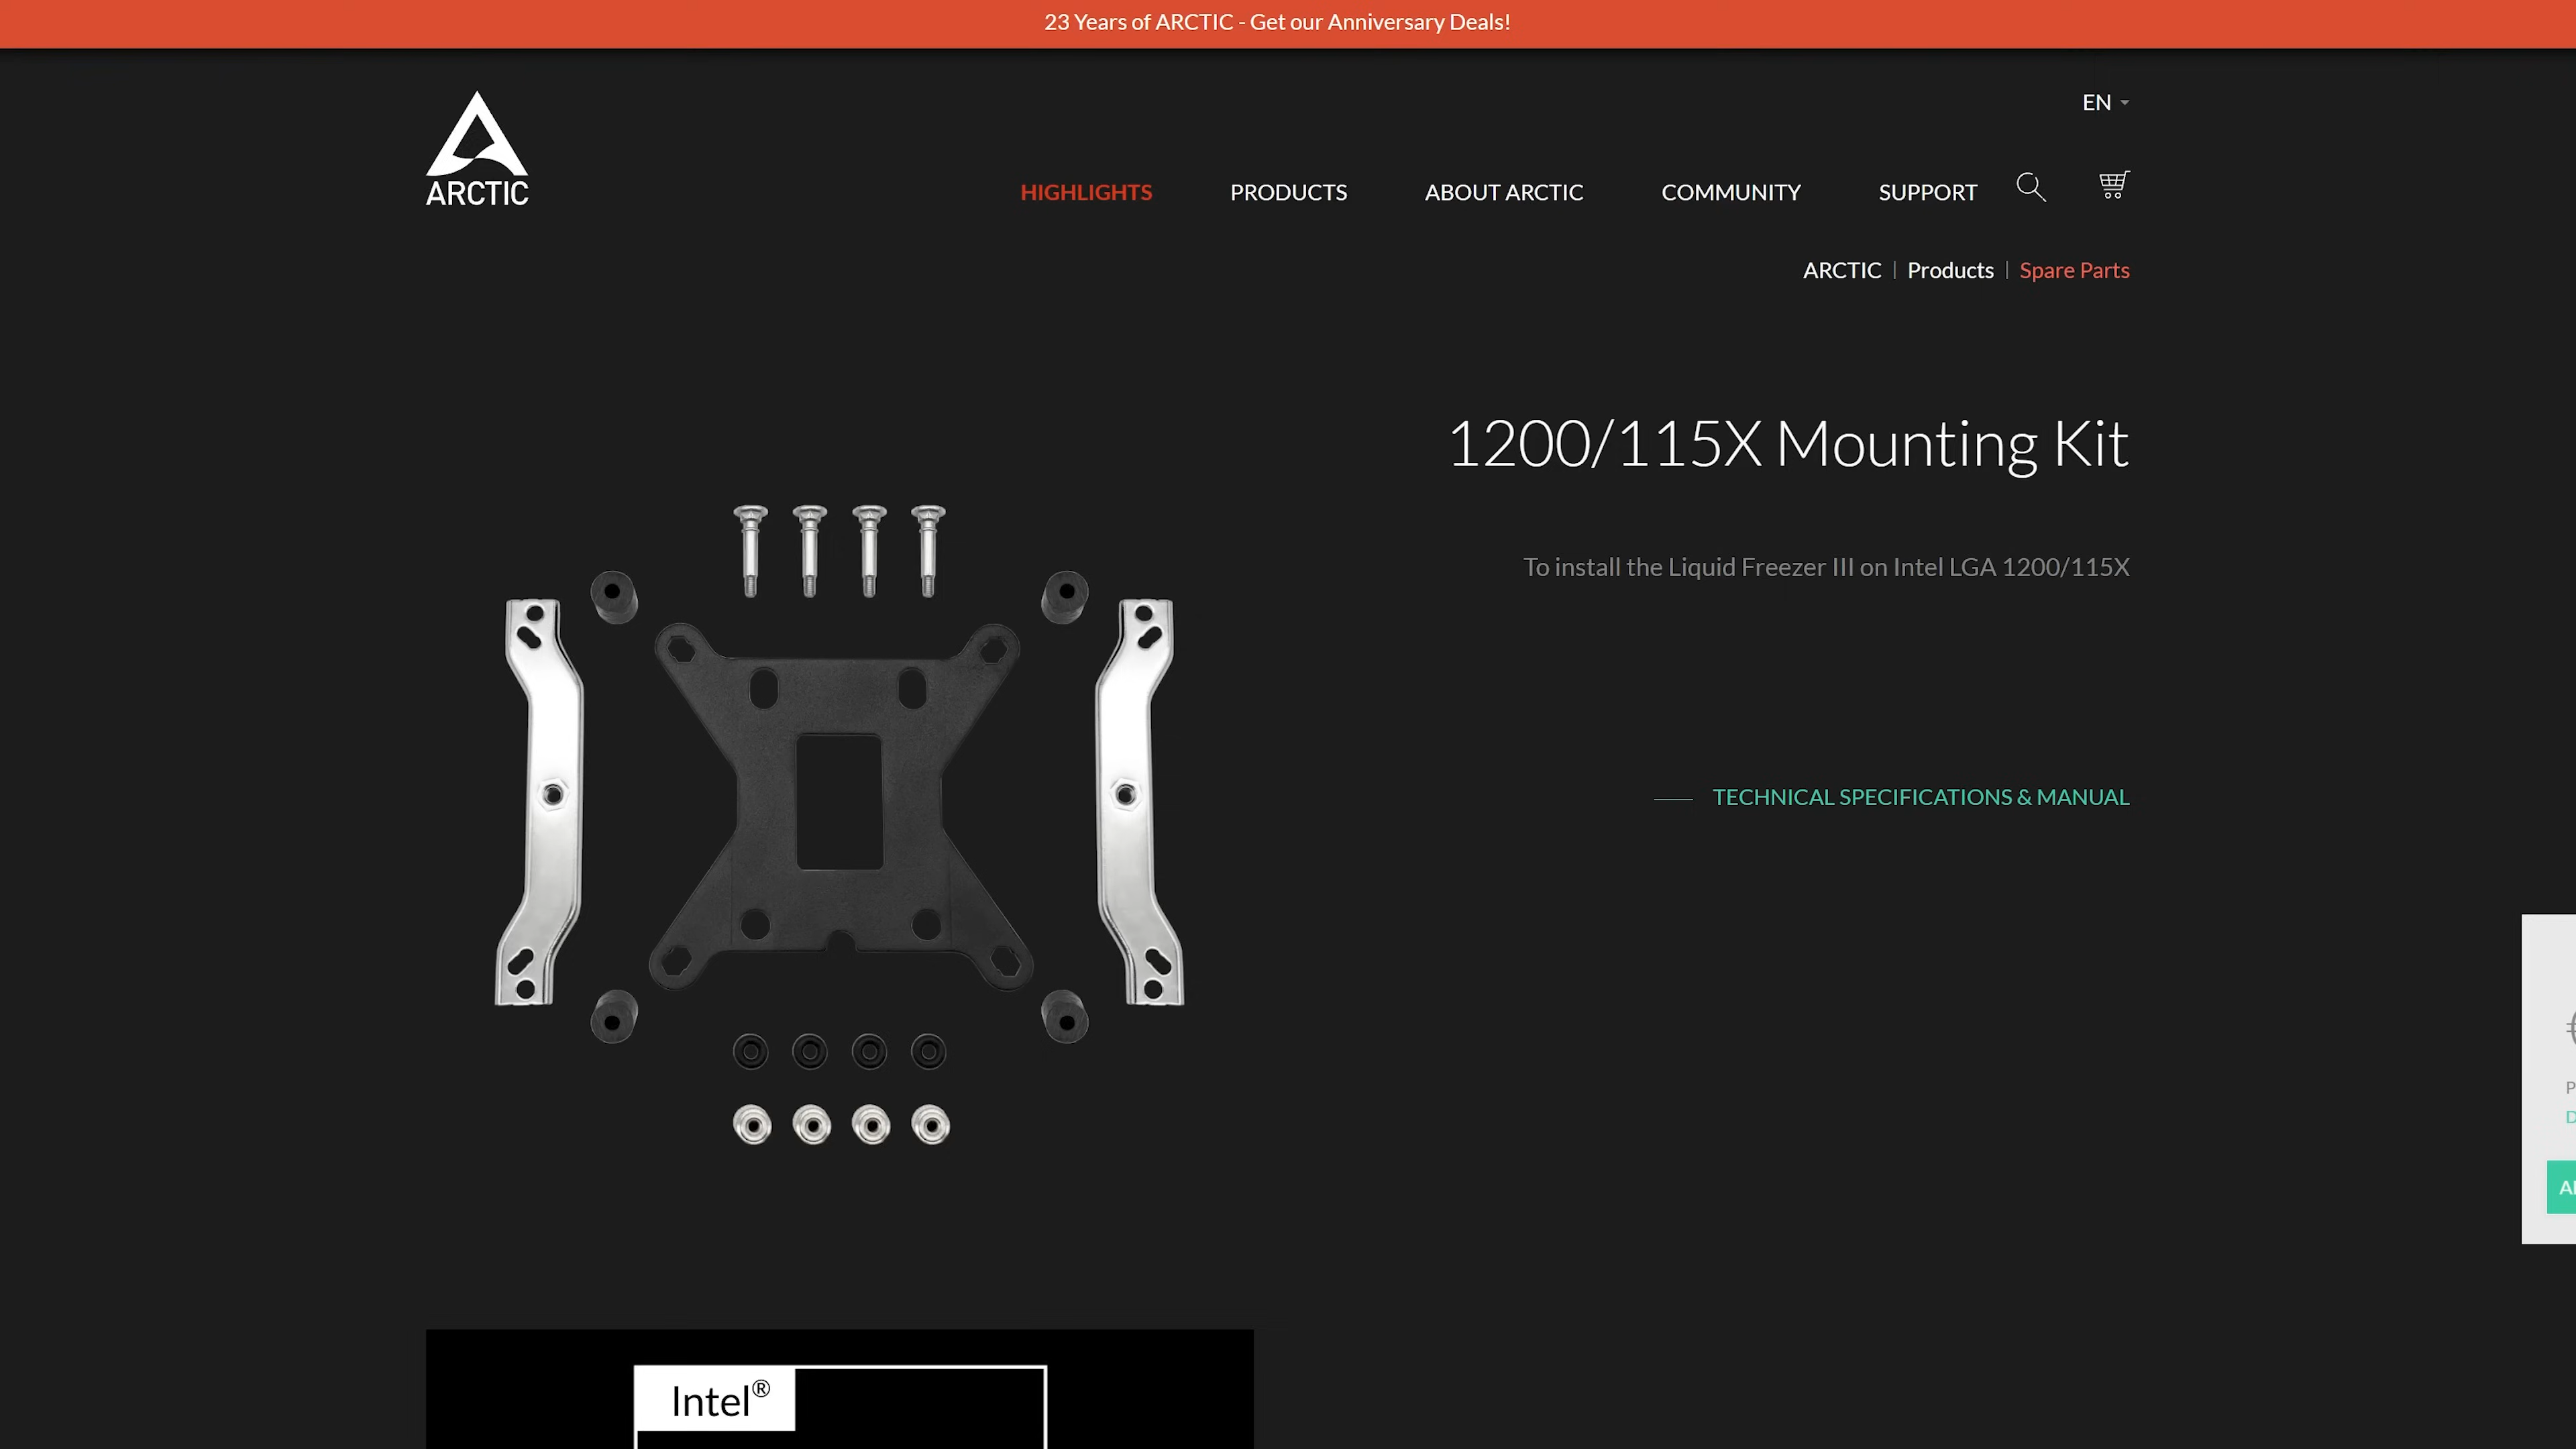 23 Years of ARCTIC - Get our Anniversary Deals!
EN
ARCTIC
HIGHLIGHTS PRODUCTS ABOUT ARCTIC COMMUNITY SUPPORT
ARCTIC | Products | Spare Parts
1200/115X Mounting Kit
To install the Liquid Freezer III on Intel LGA 1200/115X
TECHNICAL SPECIFICATIONS & MANUAL
Intel®